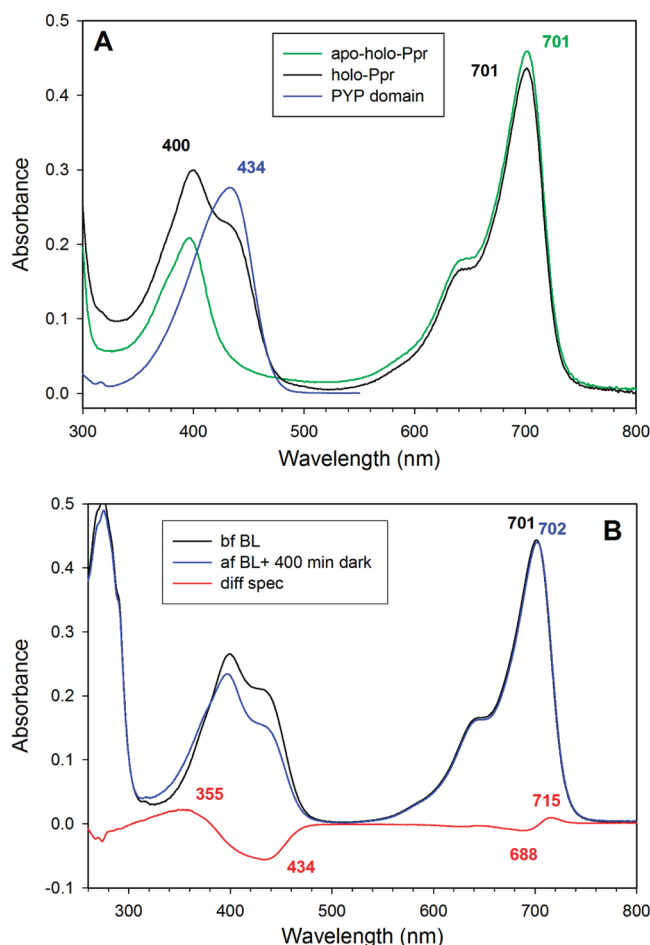 A
apo-holo-Ppr
holo-Ppr
PYP domain
701
701
400
434
0.5
0.4
0.3
0.2
0.1
0.0
Absorbance
300 400 500 600 700 800
Wavelength (nm)
B
bf BL
af BL+ 400 min dark
diff spec
701 702
355
434
688
715
0.5
0.4
0.3
0.2
0.1
0.0
-0.1
Absorbance
300 400 500 600 700 800
Wavelength (nm)